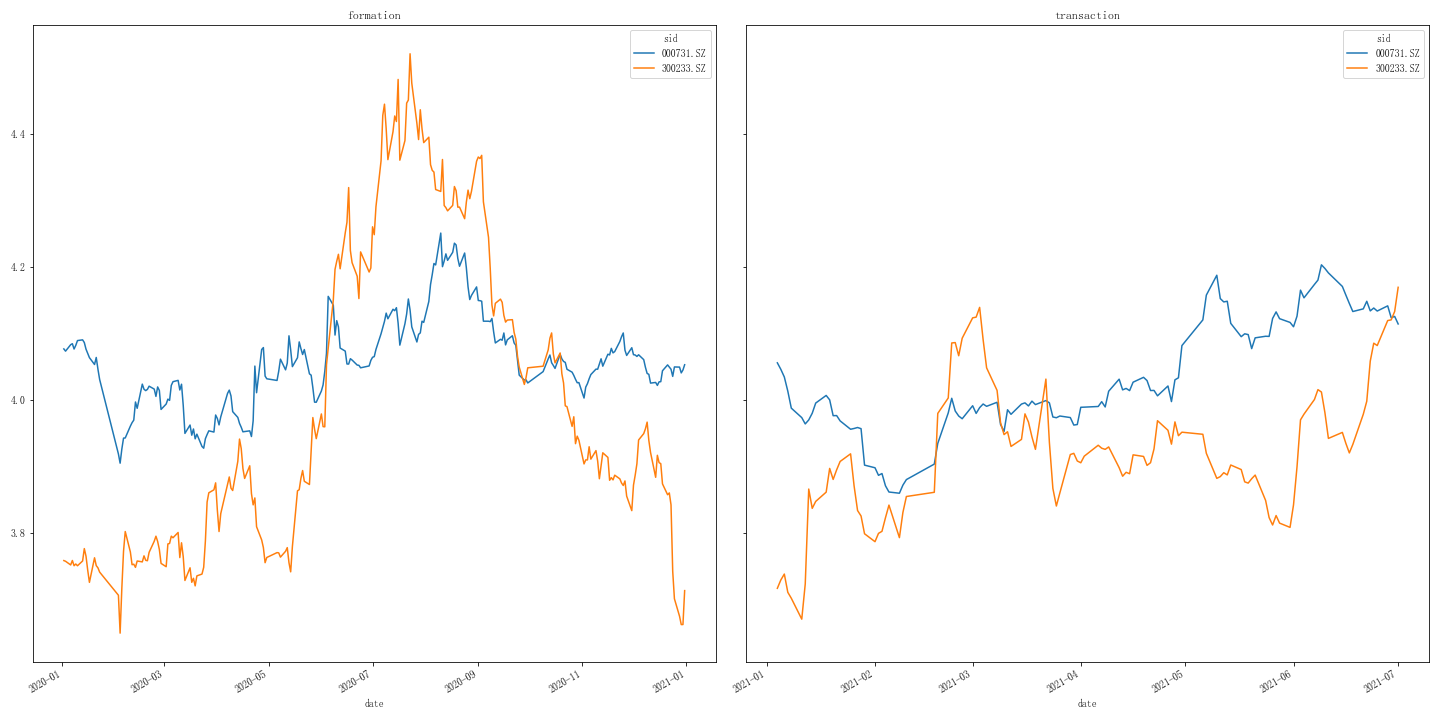 formation
sid
000731.SZ
300233.SZ
4.4
4.2
4.0
3.8
2020-01
2020-03
2020-05
2020-07
2020-09
2020-11
2021-01
date
transaction
sid
000731.SZ
300233.SZ
2021-01
2021-02
2021-03
2021-04
2021-05
2021-06
2021-07
date